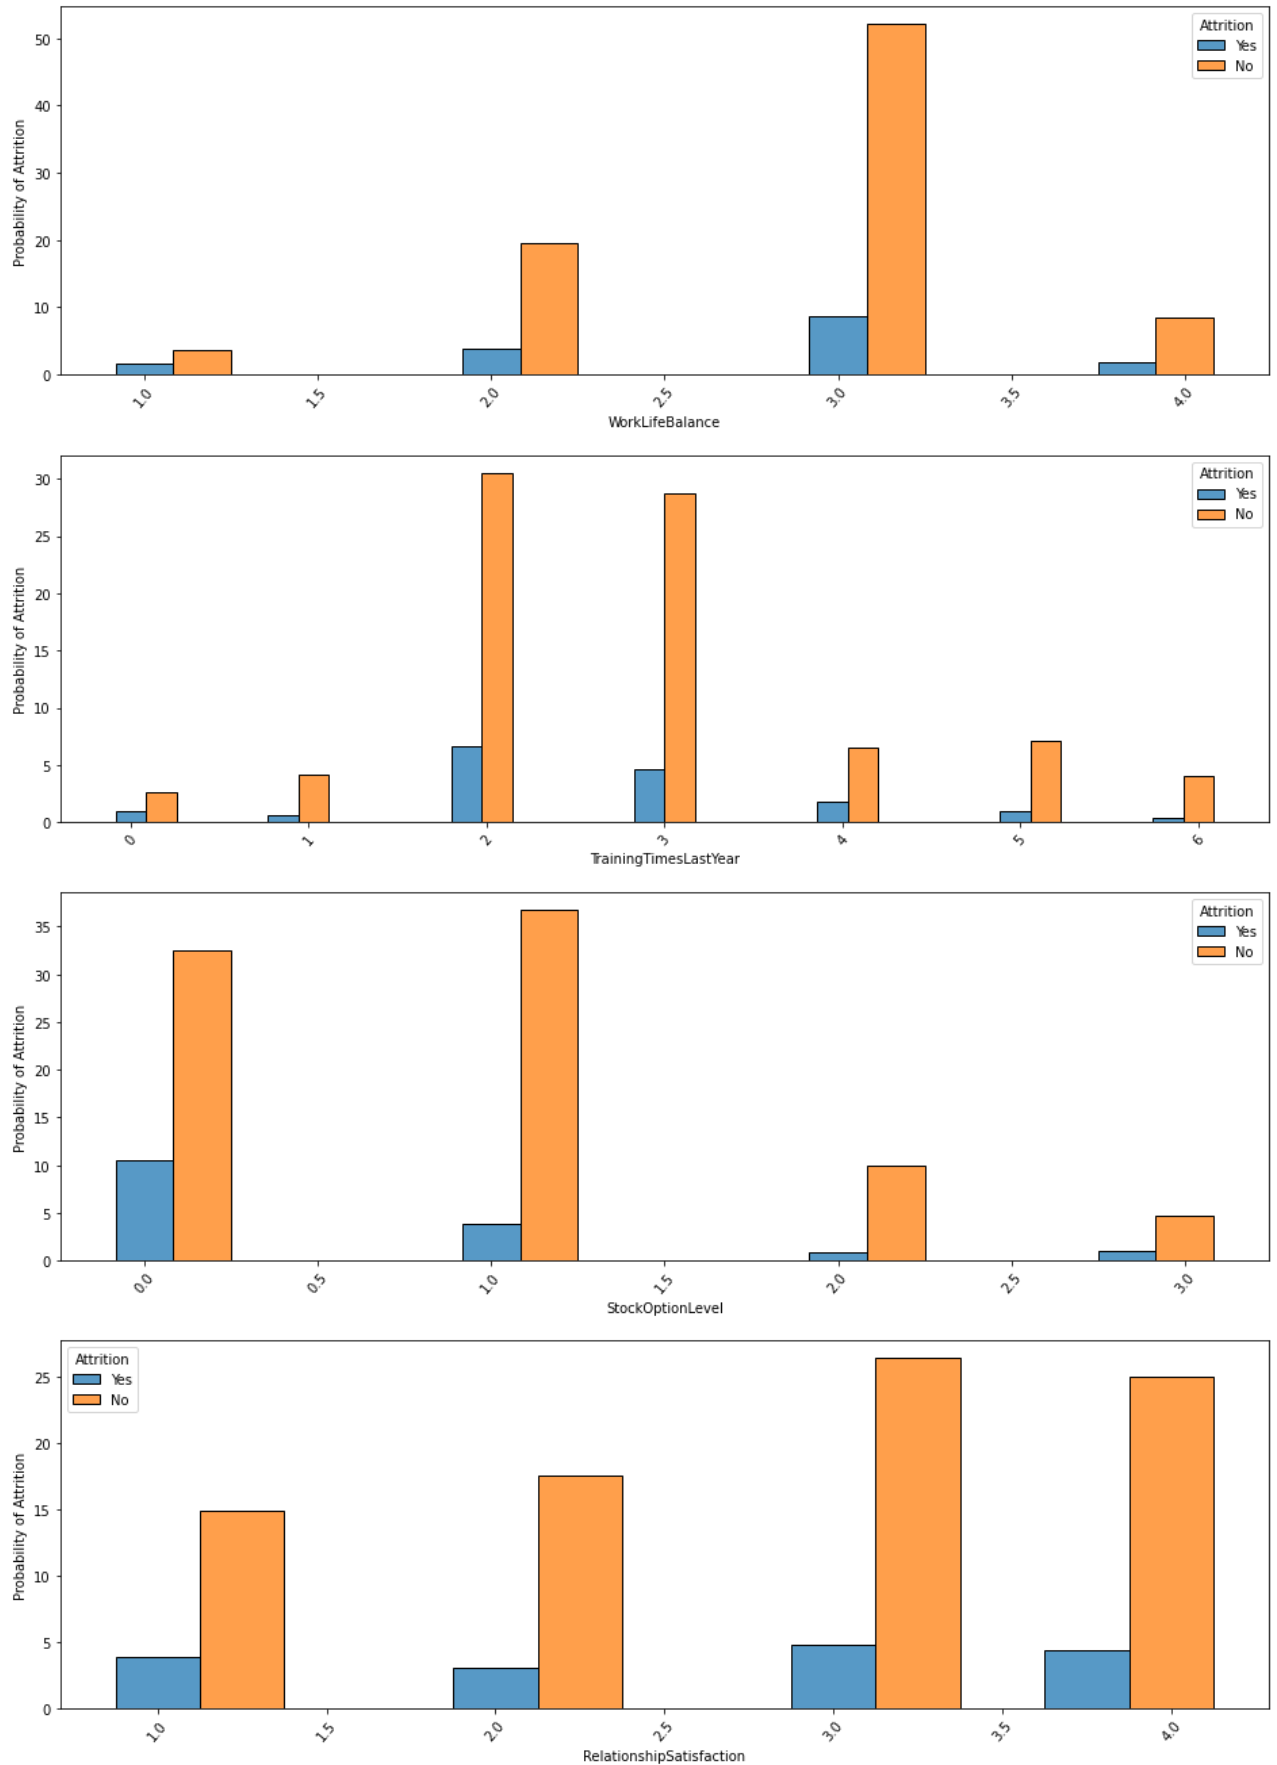 Probability of Attrition
50
40
30
20
10
0
Attrition
Yes
No
1.0 1.5 2.0 2.5 3.0 3.5 4.0
WorkLifeBalance
Probability of Attrition
30
25
20
15
10
5
0
Attrition
Yes
No
0 1 2 3 4 5 6
TrainingTimesLastYear
Probability of Attrition
35
30
25
20
15
10
5
0
Attrition
Yes
No
0.0 0.5 1.0 1.5 2.0 2.5 3.0
StockOptionLevel
Probability of Attrition
25
20
15
10
5
0
Attrition
Yes
No
1.0 1.5 2.0 2.5 3.0 3.5 4.0
RelationshipSatisfaction